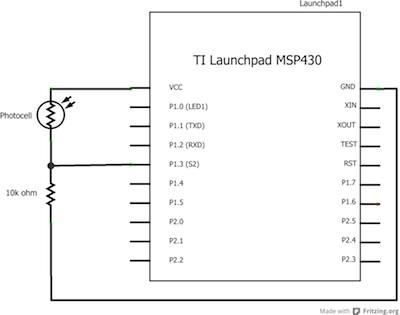 Launchpad1
TI Launchpad MSP430
VCC
P1.0 (LED1)
P1.1 (TXD)
P1.2 (RXD)
P1.3 (S2)
P1.4
P1.5
P2.0
P2.1
P2.2
GND
XIN
XOUT
TEST
RST
P1.7
P1.6
P2.5
P2.4
P2.3
Photocell
10k ohm
Made with Fritzing.org